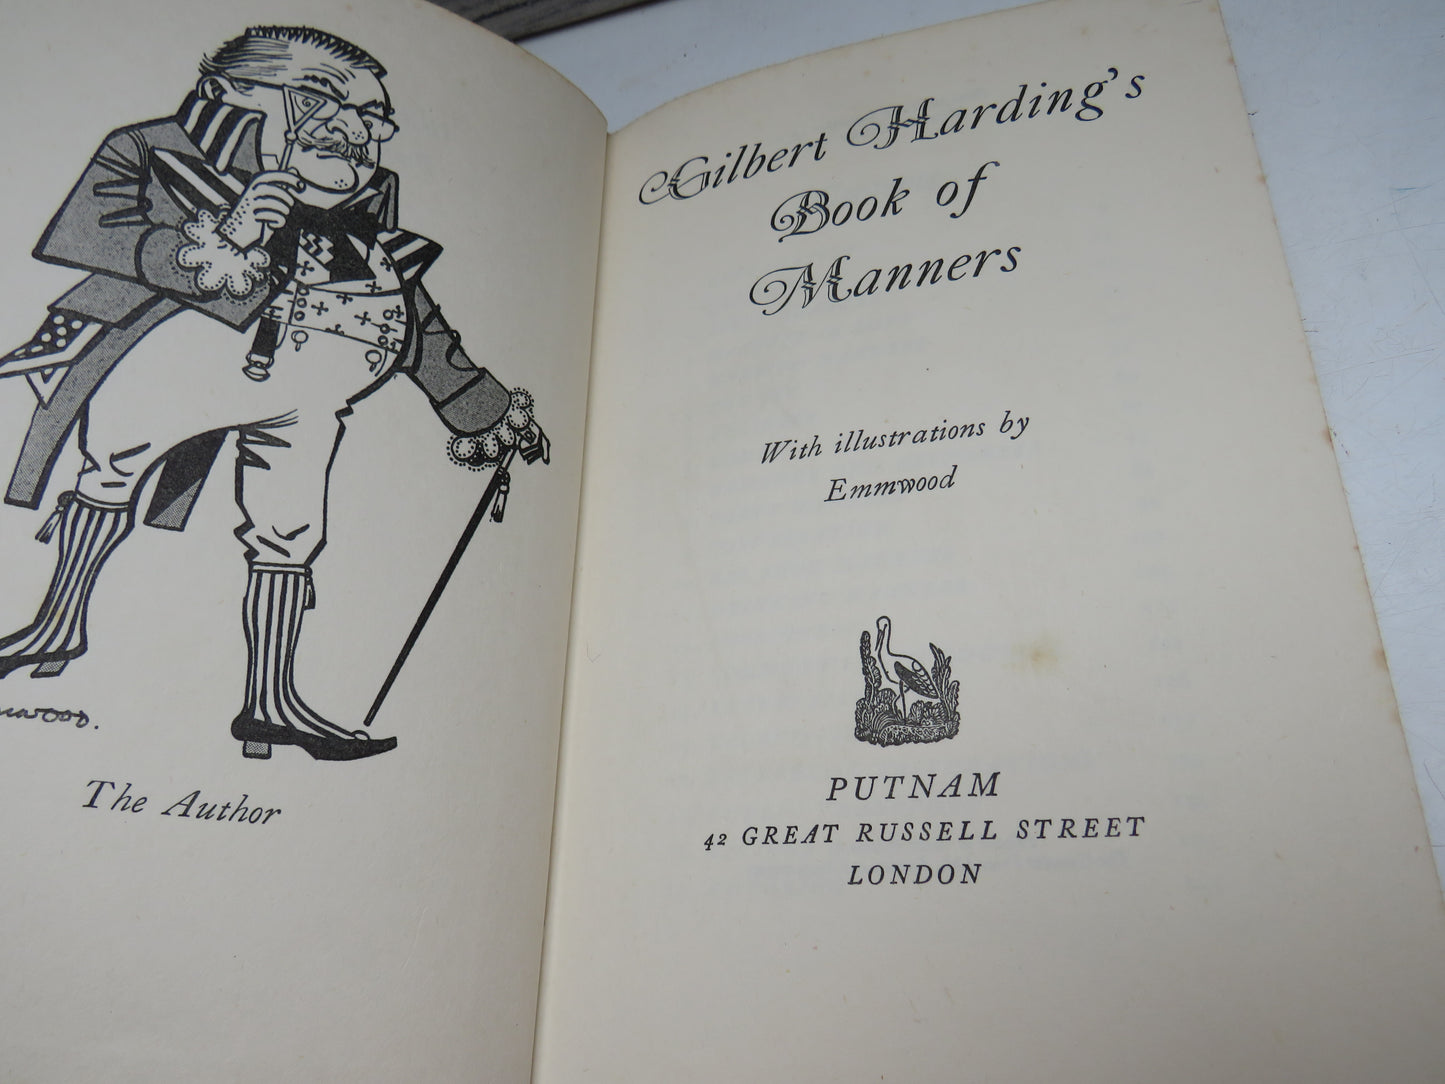 The Author
Gilbert Harding's
Book of
Manners
With illustrations by
Emmwood
PUTNAM
42 GREAT RUSSELL STREET
LONDON